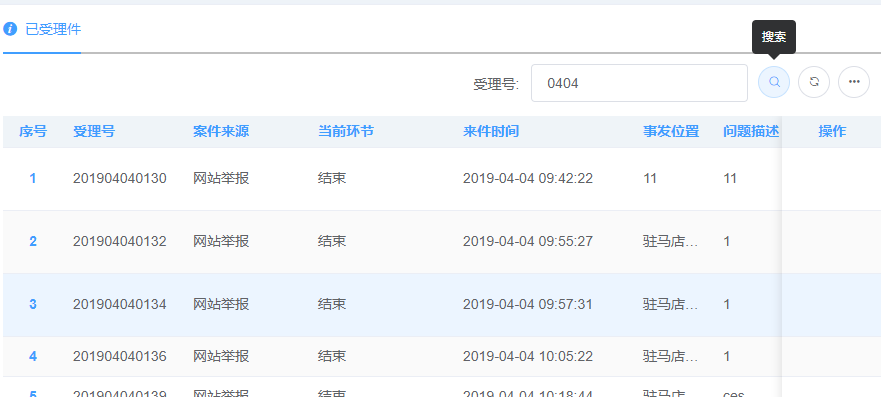 已受理件
搜索
受理号: 0404
序号 受理号 案件来源 当前环节 来件时间 事发位置 问题描述 操作
1 201904040130 网站举报 结束 2019-04-04 09:42:22 11 11
2 201904040132 网站举报 结束 2019-04-04 09:55:27 驻马店... 1
3 201904040134 网站举报 结束 2019-04-04 09:57:31 驻马店... 1
4 201904040136 网站举报 结束 2019-04-04 10:05:22 驻马店... 1
5 201904040139 网站举报 结束 2019-04-04 10:18:44 驻马店 ces